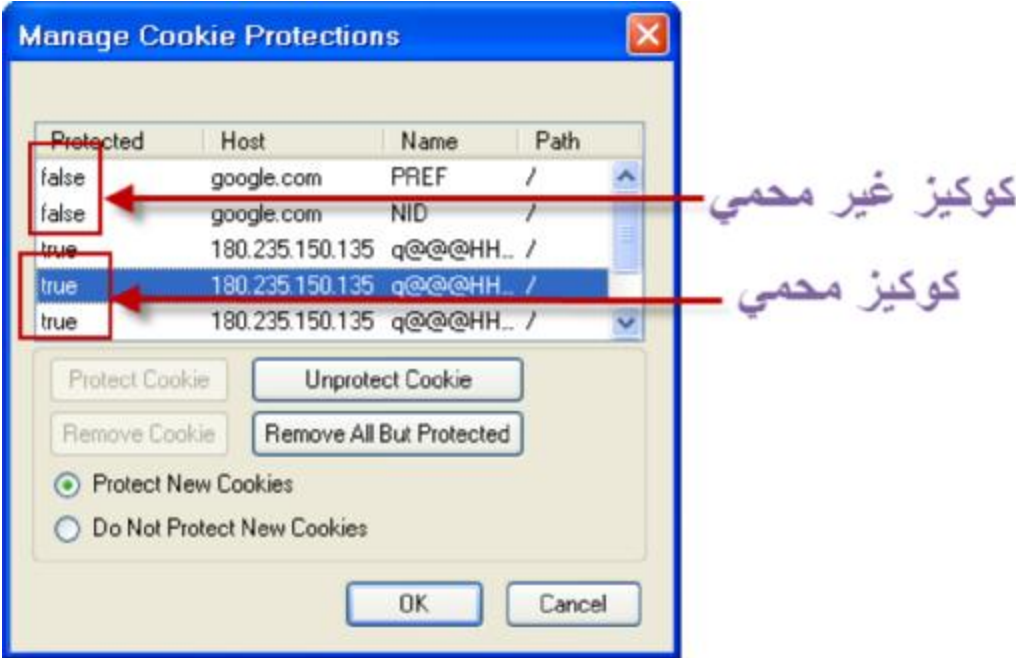 Manage Cookie Protections
Protected Host Name Path
false google.com PREF /
false google.com NID /
true 180.235.150.135 q@@@HH... /
true 180.235.150.135 q@@@HH... /
true 180.235.150.135 q@@@HH... /
كوكيز غير محمي
كوكيز محمي
Protect Cookie Unprotect Cookie
Remove Cookie Remove All But Protected
Protect New Cookies
Do Not Protect New Cookies
OK Cancel